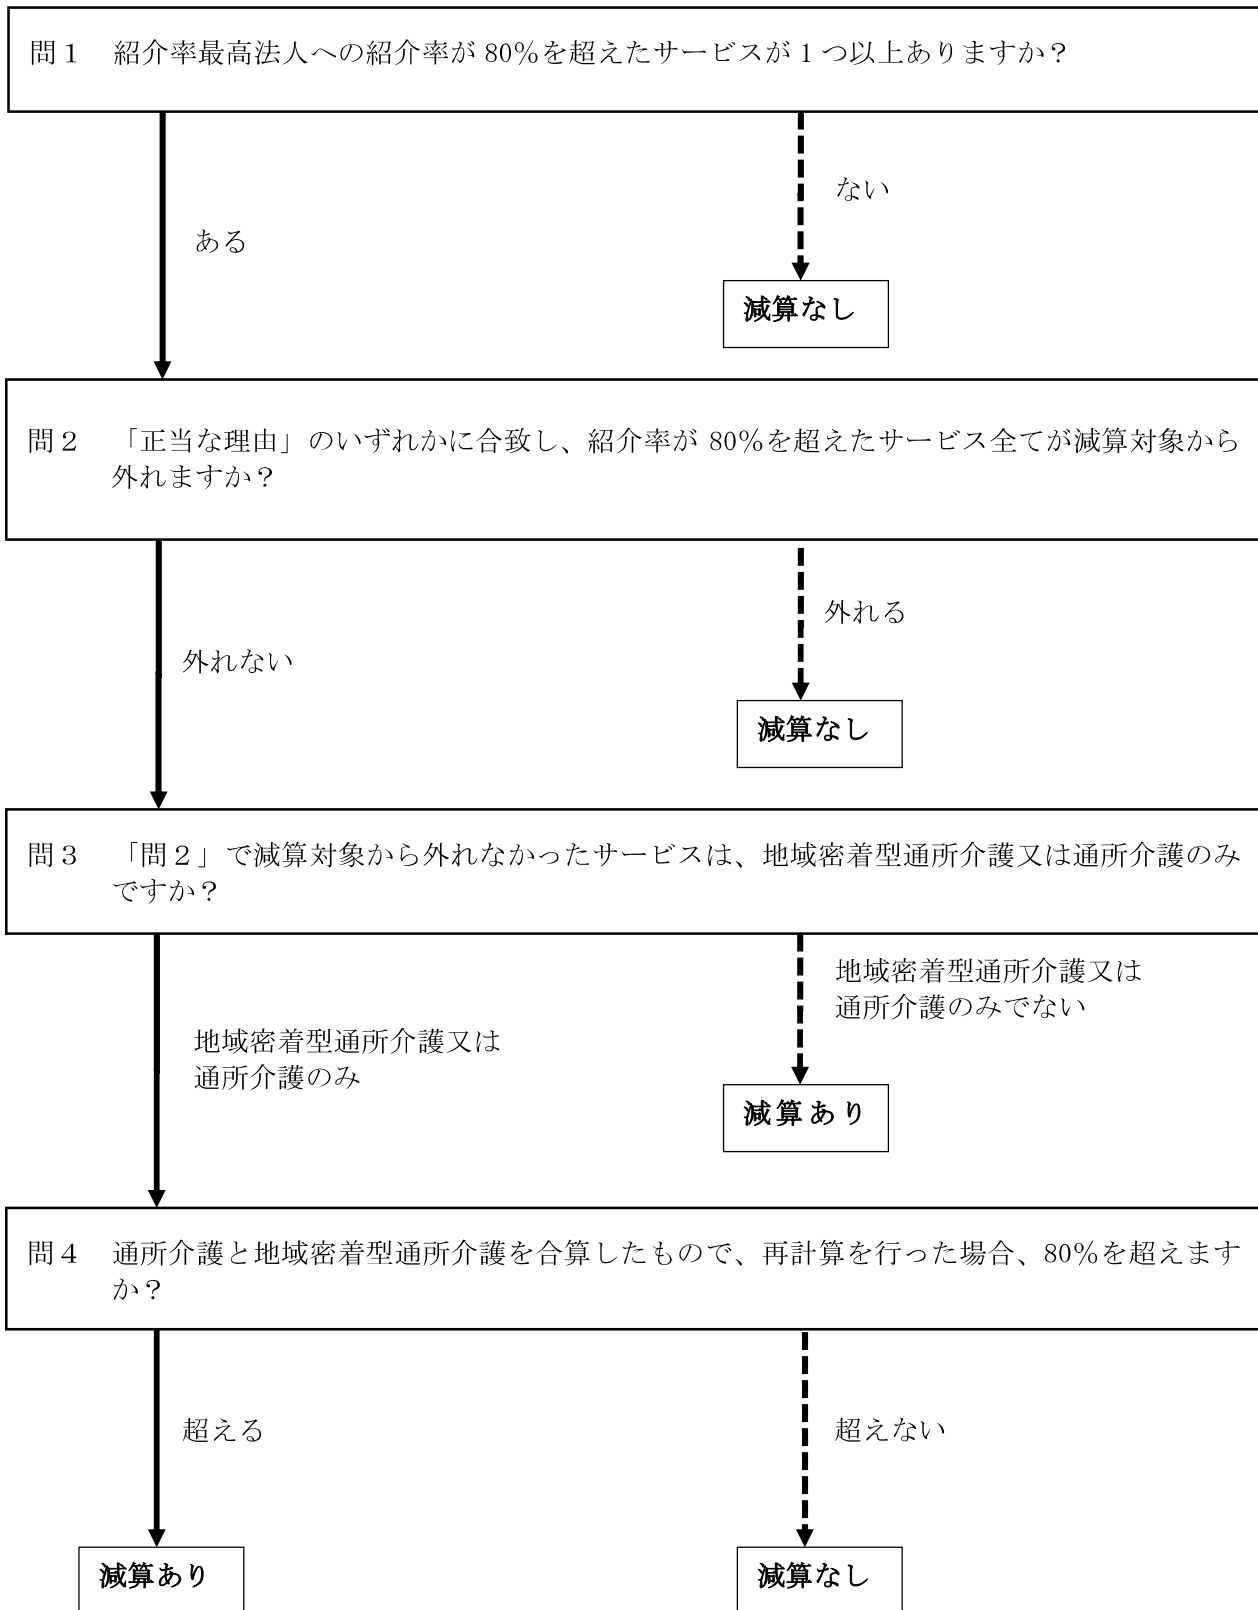 問１　紹介率最高法人への紹介率が 80％を超えたサービスが１つ以上ありますか？
ない
ある
減算なし
問２　「正当な理由」のいずれかに合致し、紹介率が 80％を超えたサービス全てが減算対象から
外れますか？
外れる
外れない
減算なし
問３　「問２」で減算対象から外れなかったサービスは、地域密着型通所介護又は通所介護のみ
ですか？
地域密着型通所介護又は
通所介護のみでない
地域密着型通所介護又は
通所介護のみ
減算あり
問４　通所介護と地域密着型通所介護を合算したもので、再計算を行った場合、80％を超えます
か？
超える
超えない
減算あり
減算なし